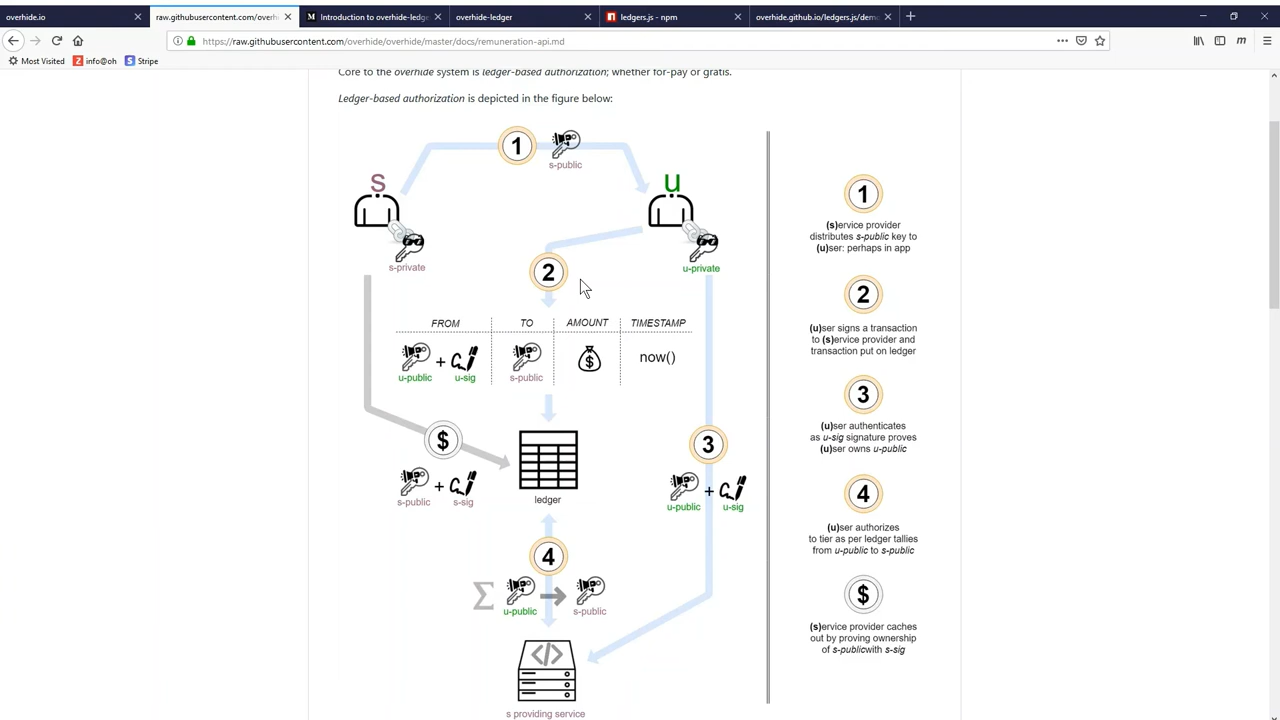 overhide.io
raw.githubusercontent.com/overhi
Introduction to overhide-ledge
overhide-ledger
ledgers.js - npm
overhide.github.io/ledgers.js/demo
https://raw.githubusercontent.com/overhide/overhide/master/docs/remuneration-api.md
Most Visited
info@oh
Stripe
Core to the overhide system is ledger-based authorization; whether for-pay or gratis.
Ledger-based authorization is depicted in the figure below:
1
s-public
s
u
s-private
u-private
2
FROM
TO
AMOUNT
TIMESTAMP
u-public
+
u-sig
s-public
$
now()
$
s-public
+
s-sig
ledger
3
u-public
+
u-sig
4
Σ
u-public
s-public
</>
s providing service
1
(s)ervice provider
distributes s-public key to
(u)ser: perhaps in app
2
(u)ser signs a transaction
to (s)ervice provider and
transaction put on ledger
3
(u)ser authenticates
as u-sig signature proves
(u)ser owns u-public
4
(u)ser authorizes
to tier as per ledger tallies
from u-public to s-public
$
(s)ervice provider caches
out by proving ownership
of s-publicwith s-sig